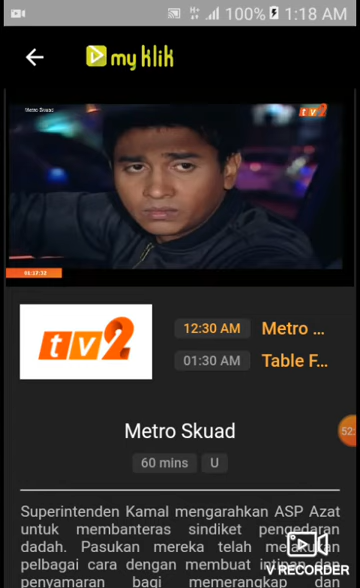 H+ 100% 1:18 AM
my klik
Metro Skuad
tv2
01:17:32
tv2
12:30 AM Metro ...
01:30 AM Table F...
Metro Skuad
52..
60 mins U
Superintenden Kamal mengarahkan ASP Azat
untuk membanteras sindiket pengedaran
dadah. Pasukan mereka telah melakukan
pelbagai cara dengan membuat intipan dan
V RECORDER
penyamaran bagi memerangkap dan